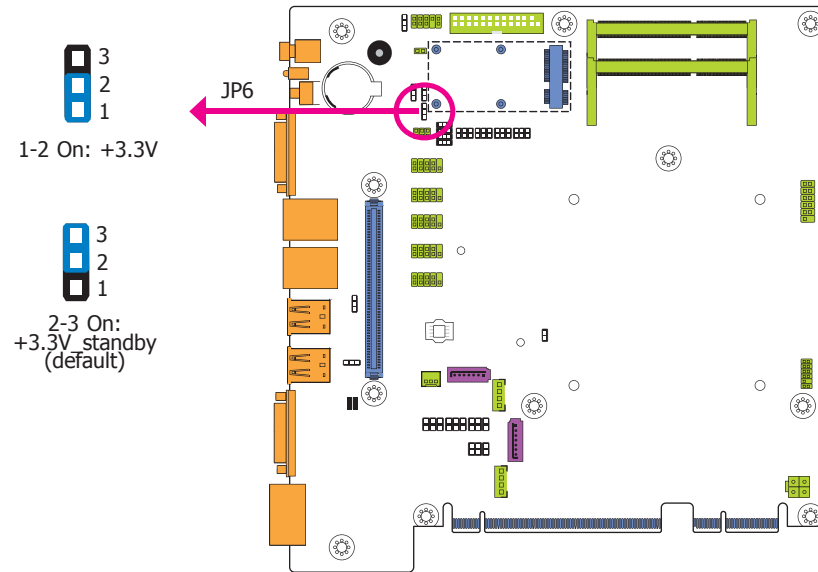 3
2
1
1-2 On: +3.3V
JP6
3
2
1
2-3 On:
+3.3V_standby
(default)